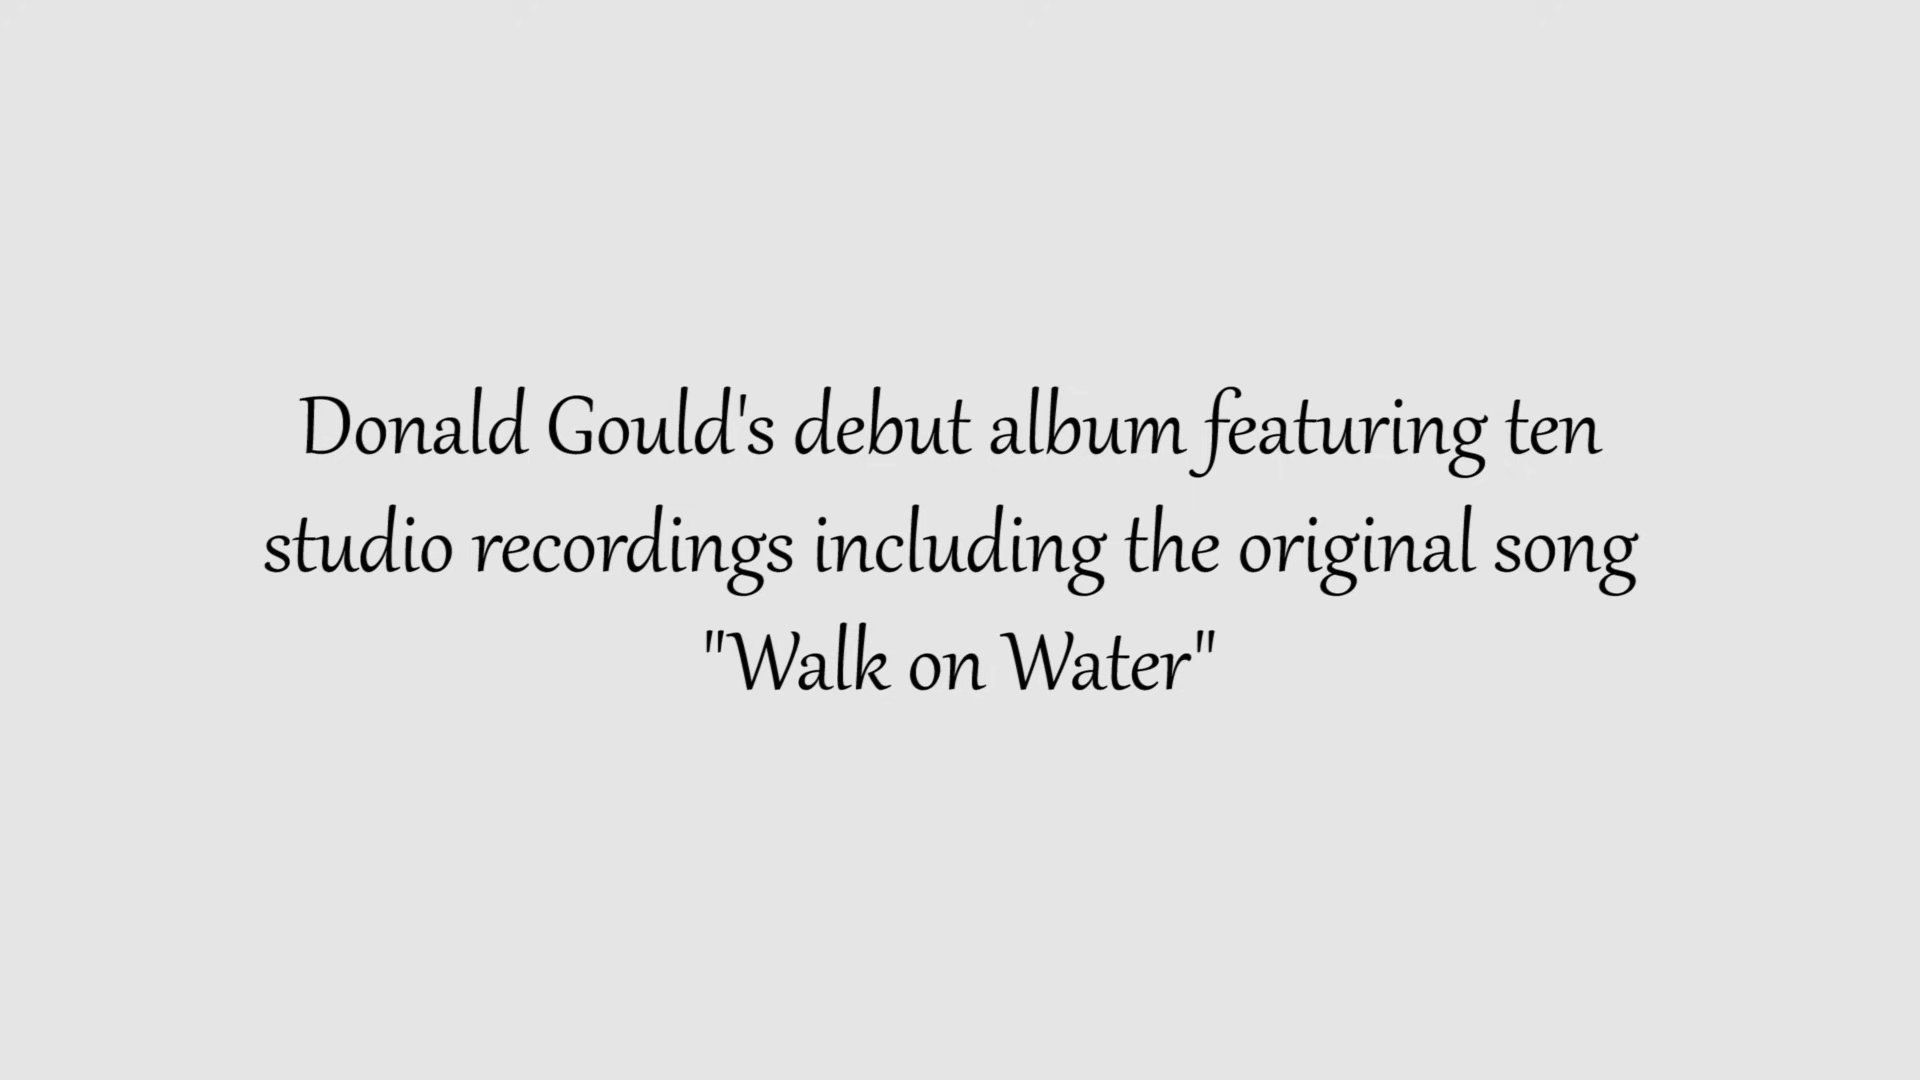 Donald Gould's debut album featuring ten
studio recordings including the original song
"Walk on Water"